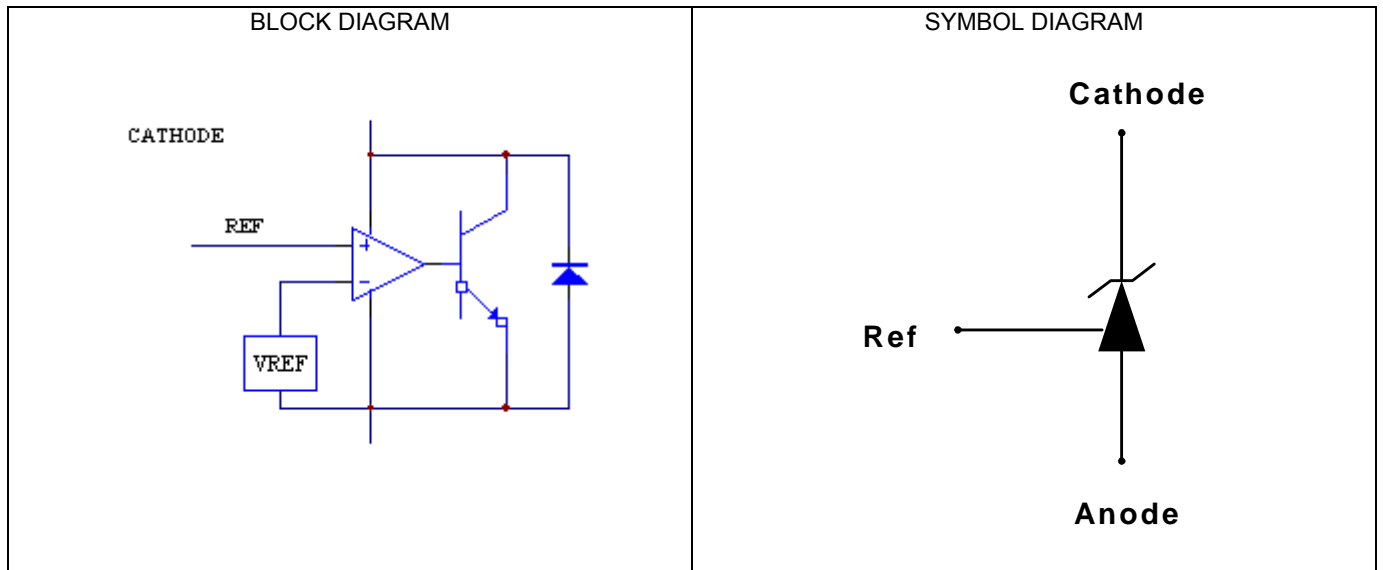 BLOCK DIAGRAM
CATHODE
REF
+
−
VREF
SYMBOL DIAGRAM
Cathode
Ref
Anode